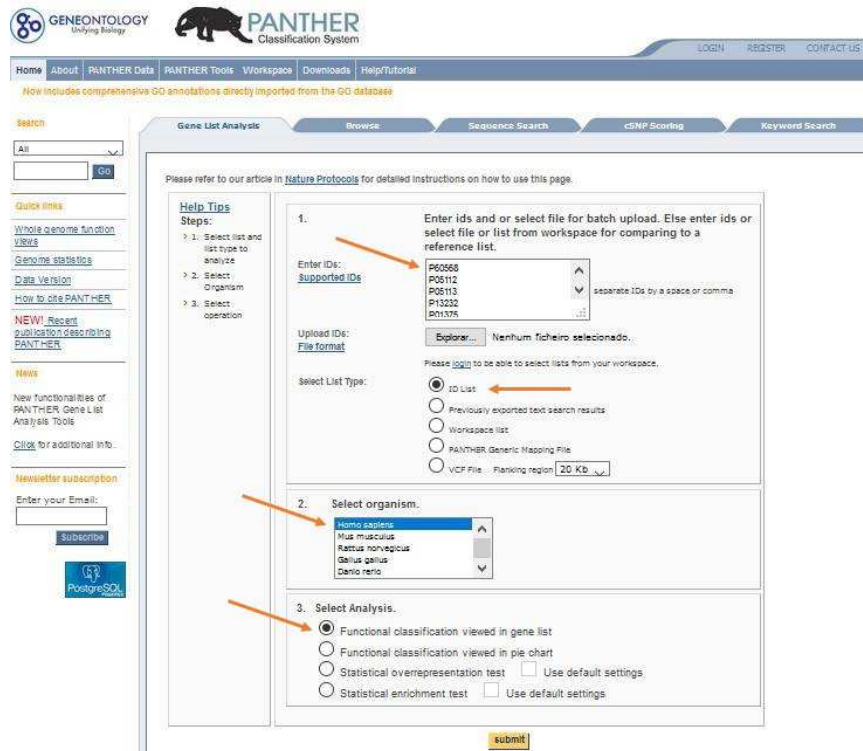 GENEONTOLOGY
Unifying Biology
PANTHER
Classification System
LOGIN REGISTER CONTACT US
Home About PANTHER Data PANTHER Tools Workspace Downloads Help/Tutorial
Now includes comprehensive GO annotations directly imported from the GO database
Search
All
Go
Quick links
Whole genome function
views
Genome statistics
Data Version
How to cite PANTHER
NEW! Recent
publication describing
PANTHER
News
New functionalities of
PANTHER Gene List
Analysis Tools
Click for additional info.
Newsletter subscription
Enter your Email:
Subscribe
PostgreSQL
Gene List Analysis Browse Sequence Search cSNP Scoring Keyword Search
Please refer to our article in Nature Protocols for detailed instructions on how to use this page.
Help Tips
Steps:
1. Select list and
list type to
analyze
2. Select
Organism
3. Select
operation
1. Enter ids and or select file for batch upload. Else enter ids or
select file or list from workspace for comparing to a
reference list.
Enter IDs:
Supported IDs
P60568
P05112
P05113
P13232
P01375
separate IDs by a space or comma
Upload IDs:
File format
Explorar... Nenhum ficheiro selecionado.
Please login to be able to select lists from your workspace.
Select List Type:
ID List
Previously exported text search results
Workspace list
PANTHER Generic Mapping File
VCF File Flanking region 20 Kb
2. Select organism.
Homo sapiens
Mus musculus
Rattus norvegicus
Gallus gallus
Danio rerio
3. Select Analysis.
Functional classification viewed in gene list
Functional classification viewed in pie chart
Statistical overrepresentation test Use default settings
Statistical enrichment test Use default settings
submit